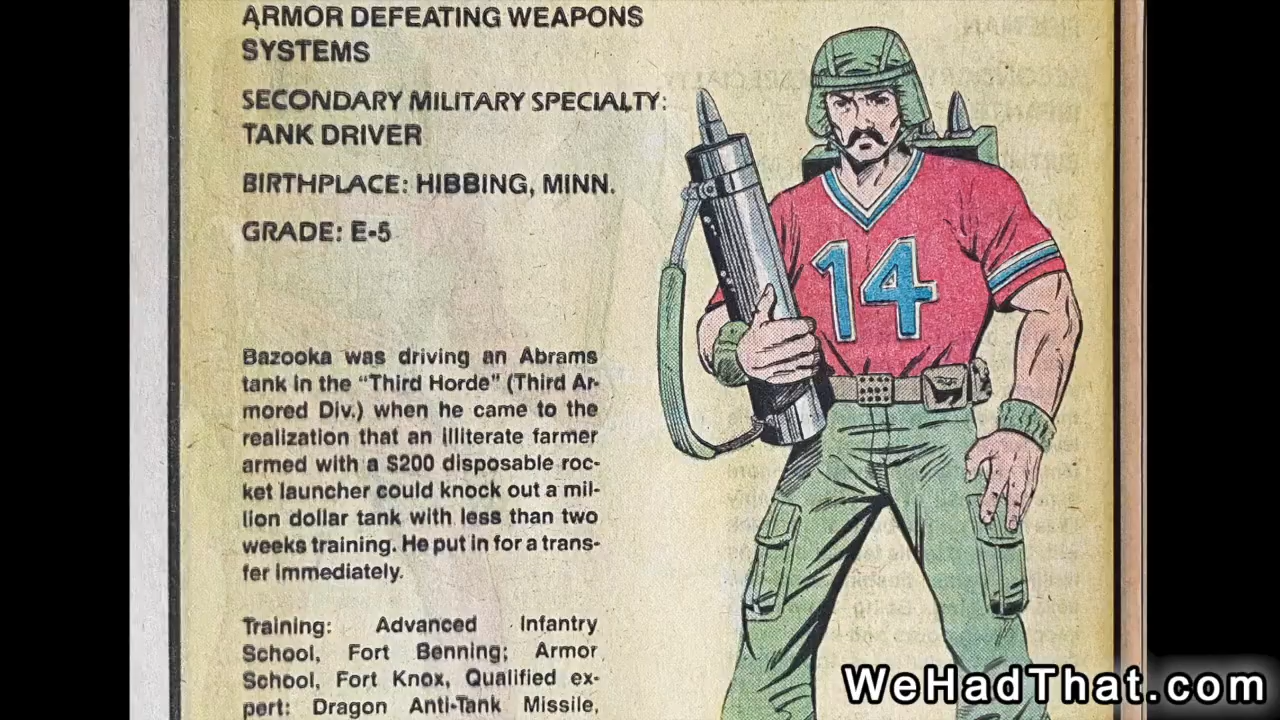 ARMOR DEFEATING WEAPONS
SYSTEMS
SECONDARY MILITARY SPECIALTY:
TANK DRIVER
BIRTHPLACE: HIBBING, MINN.
GRADE: E-5
Bazooka was driving an Abrams
tank in the “Third Horde” (Third Ar-
mored Div.) when he came to the
realization that an illiterate farmer
armed with a $200 disposable roc-
ket launcher could knock out a mil-
lion dollar tank with less than two
weeks training. He put in for a trans-
fer immediately.
Training: Advanced Infantry
School, Fort Benning; Armor
School, Fort Knox, Qualified ex-
pert: Dragon Anti-Tank Missile,
14
WeHadThat.com